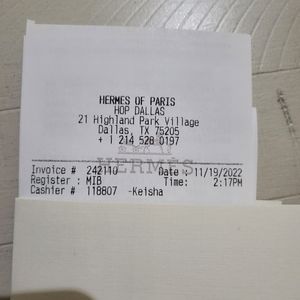 HERMES OF PARIS
HOP DALLAS
21 Highland Park Village
Dallas, TX 75205
+ 1 214 528 0197
HERMÈS
Invoice # 242110 Date : 11/19/2022
Register : MIB Time: 2:17PM
Cashier # 118807 -Keisha